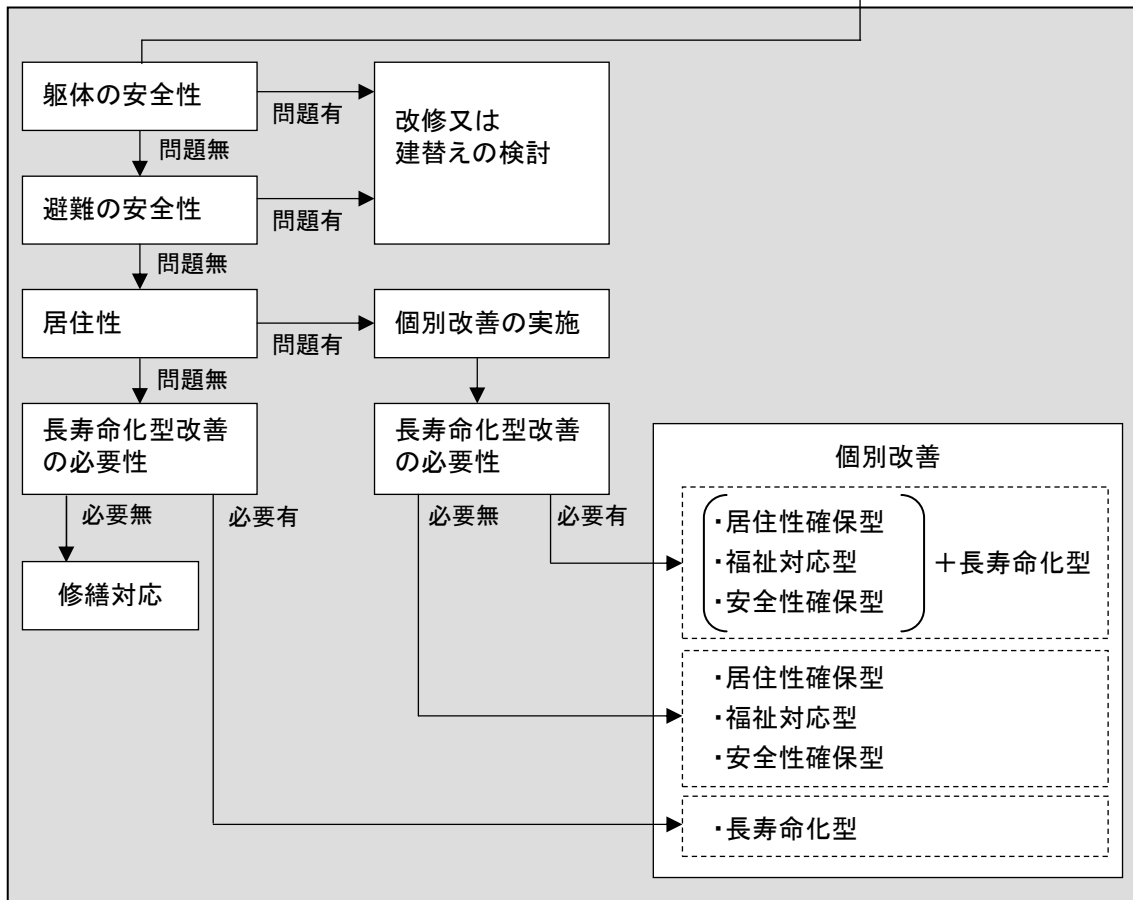 躯体の安全性
問題有
改修又は
建替えの検討
問題無
避難の安全性
問題有
問題無
居住性
問題有
個別改善の実施
問題無
長寿命化型改善
の必要性
長寿命化型改善
の必要性
必要無
必要有
必要無
必要有
修繕対応
個別改善
・居住性確保型
・福祉対応型
・安全性確保型
＋長寿命化型
・居住性確保型
・福祉対応型
・安全性確保型
・長寿命化型